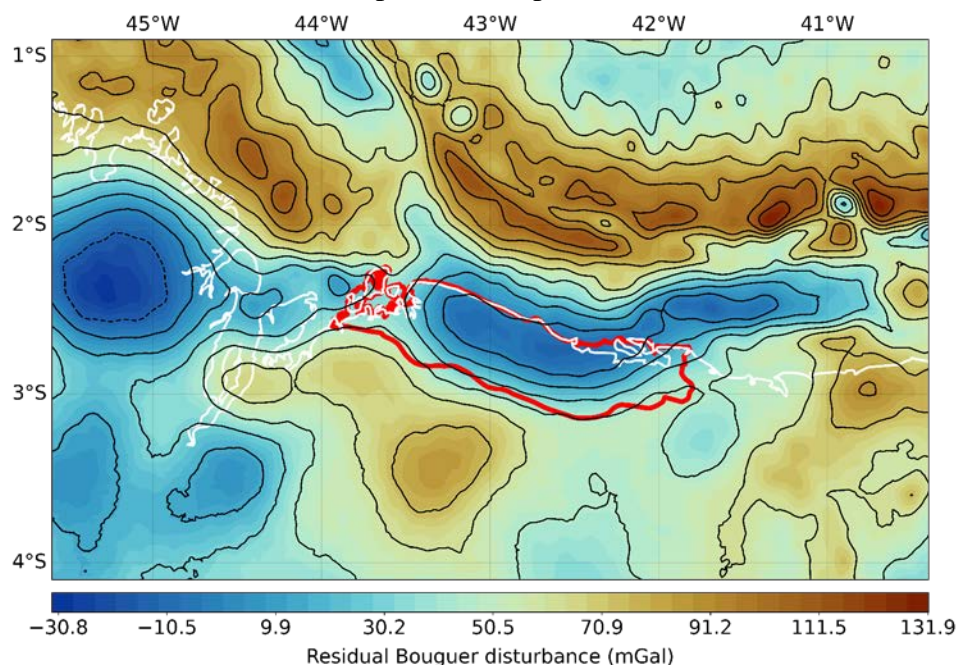 45°W 44°W 43°W 42°W 41°W
1°S
2°S
3°S
4°S
−30.8 −10.5 9.9 30.2 50.5 70.9 91.2 111.5 131.9
Residual Bouguer disturbance (mGal)